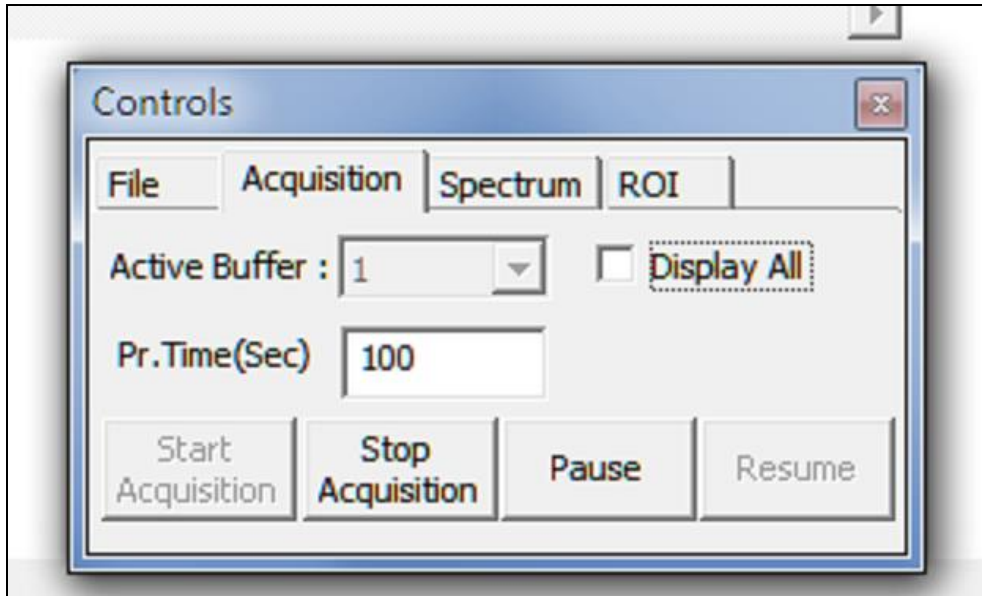 Controls
File Acquisition Spectrum ROI
Active Buffer : 1 Display All
Pr.Time(Sec) 100
Start Acquisition Stop Acquisition Pause Resume